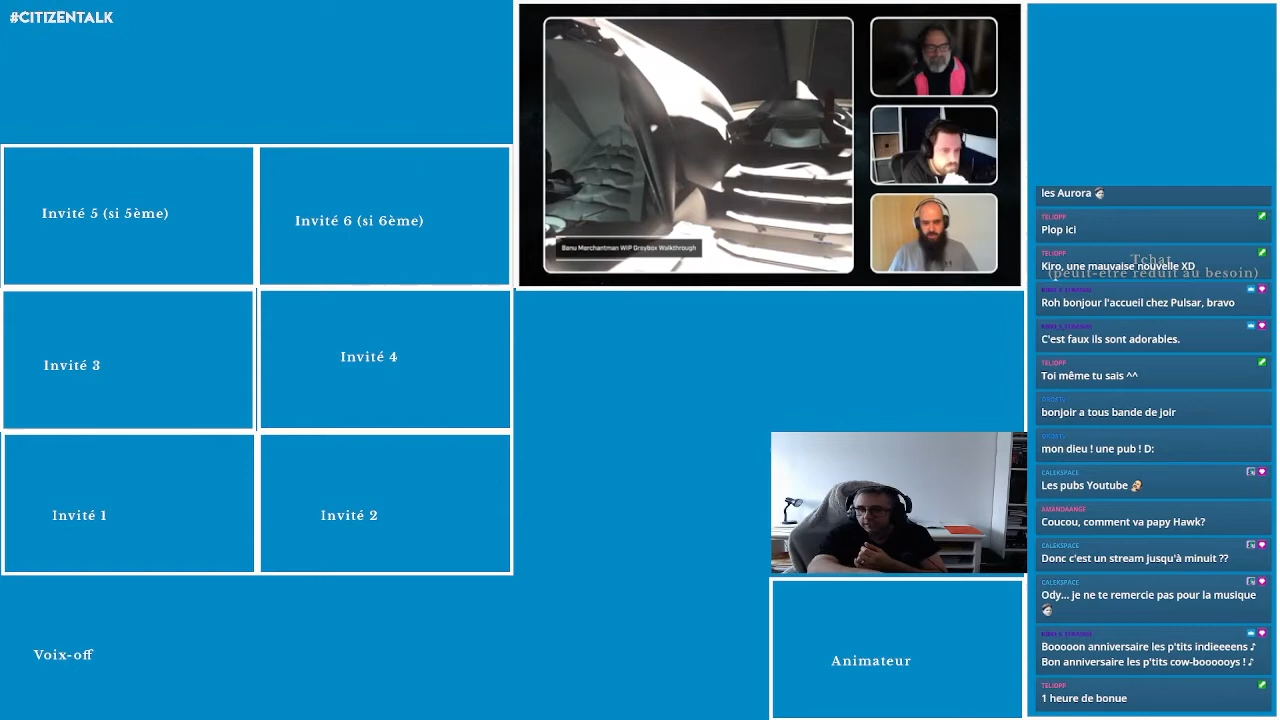 #CITIZENTALK
Invité 5 (si 5ème)
Invité 6 (si 6ème)
Invité 3
Invité 4
Invité 1
Invité 2
Voix-off
Banu Merchantman WIP Greybox Walkthrough
Animateur
Tchat
(peut-être réduit au besoin)
les Aurora
TELIOPP
Plop ici
TELIOPP
Kiro, une mauvaise nouvelle XD
Roh bonjour l'accueil chez Pulsar, bravo
C'est faux ils sont adorables.
TELIOPP
Toi même tu sais ^^
bonjoir a tous bande de joir
mon dieu ! une pub ! D:
CALEKSPACE
Les pubs Youtube
AMANDAANGE
Coucou, comment va papy Hawk?
CALEKSPACE
Donc c'est un stream jusqu'à minuit ??
CALEKSPACE
Ody... je ne te remercie pas pour la musique
Booooon anniversaire les p'tits indieeeens ♪
Bon anniversaire les p'tits cow-boooooys ! ♪
TELIOPP
1 heure de bonue